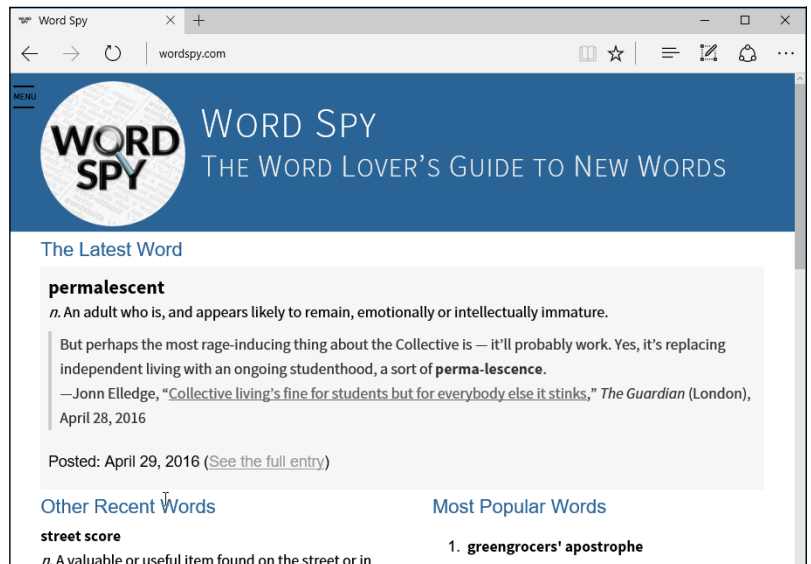 Word Spy
wordspy.com
MENU
WORD
SPY
WORD SPY
THE WORD LOVER'S GUIDE TO NEW WORDS
The Latest Word
permalescent
n. An adult who is, and appears likely to remain, emotionally or intellectually immature.
But perhaps the most rage-inducing thing about the Collective is — it'll probably work. Yes, it's replacing
independent living with an ongoing studenthood, a sort of perma-lescence.
—Jonn Elledge, “Collective living's fine for students but for everybody else it stinks,” The Guardian (London),
April 28, 2016
Posted: April 29, 2016 (See the full entry)
Other Recent Words
street score
n. A valuable or useful item found on the street or in
Most Popular Words
1. greengrocers' apostrophe